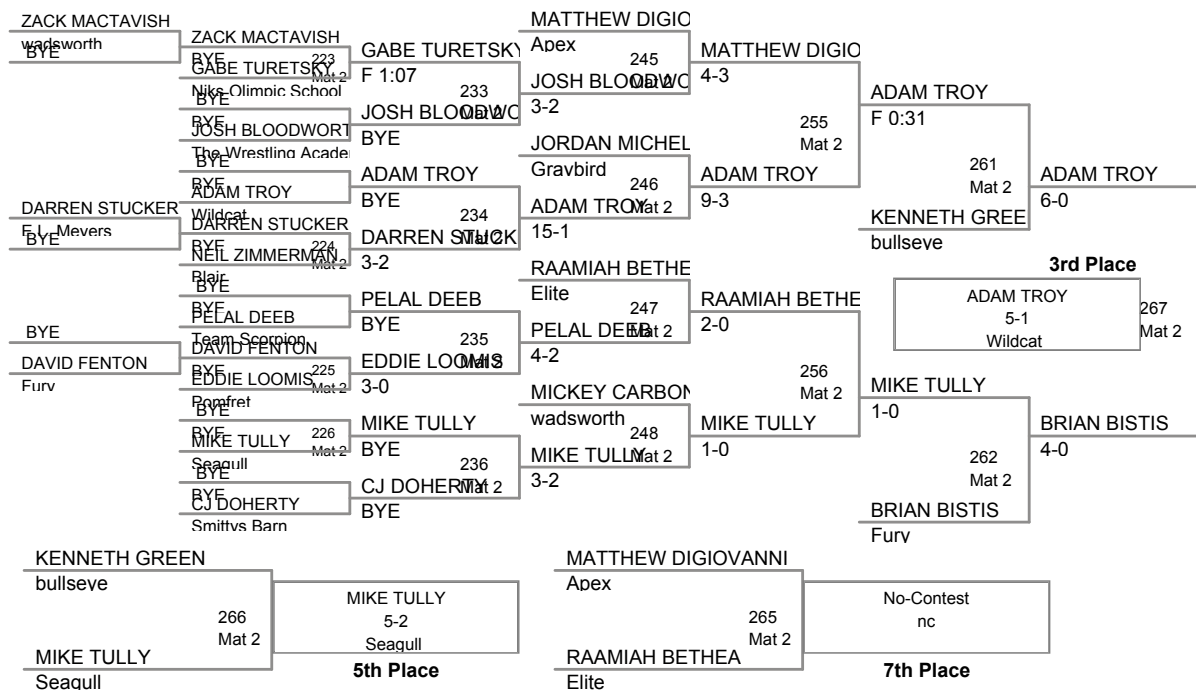 ZACK MACTAVISH
wadsworth
BYE
DARREN STUCKER
F.L. Meyers
BYE
BYE
DAVID FENTON
Fury
ZACK MACTAVISH
BYE
223
Mat 2
GABE TURETSKY
Niks Olimpic School
BYE
BYE
JOSH BLOODWORT
The Wrestling Acade
BYE
BYE
ADAM TROY
Wildcat
DARREN STUCKER
BYE
224
Mat 2
NEIL ZIMMERMAN
Blair
BYE
BYE
PELAL DEEB
Team Scorpion
DAVID FENTON
BYE
225
Mat 2
EDDIE LOOMIS
Pomfret
BYE
BYE
226
Mat 2
MIKE TULLY
Seagull
BYE
BYE
CJ DOHERTY
Smittys Barn
GABE TURETSKY
F 1:07
233
Mat 2
JOSH BLOODWO
BYE
ADAM TROY
BYE
234
Mat 2
DARREN STUCK
3-2
PELAL DEEB
BYE
235
Mat 2
EDDIE LOOMIS
3-0
MIKE TULLY
BYE
236
Mat 2
CJ DOHERTY
BYE
MATTHEW DIGIO
Apex
245
Mat 2
JOSH BLOODWO
3-2
JORDAN MICHEL
Gravbird
246
Mat 2
ADAM TROY
15-1
RAAMIAH BETHE
Elite
247
Mat 2
PELAL DEEB
4-2
MICKEY CARBON
wadsworth
248
Mat 2
MIKE TULLY
3-2
MATTHEW DIGIO
4-3
255
Mat 2
ADAM TROY
9-3
RAAMIAH BETHE
2-0
256
Mat 2
MIKE TULLY
1-0
ADAM TROY
F 0:31
261
Mat 2
KENNETH GREE
bullseye
MIKE TULLY
1-0
262
Mat 2
BRIAN BISTIS
Fury
ADAM TROY
6-0
3rd Place
ADAM TROY
5-1
Wildcat
267
Mat 2
BRIAN BISTIS
4-0
KENNETH GREEN
bullseye
266
Mat 2
MIKE TULLY
Seagull
MIKE TULLY
5-2
Seagull
5th Place
MATTHEW DIGIOVANNI
Apex
265
Mat 2
RAAMIAH BETHEA
Elite
No-Contest
nc
7th Place